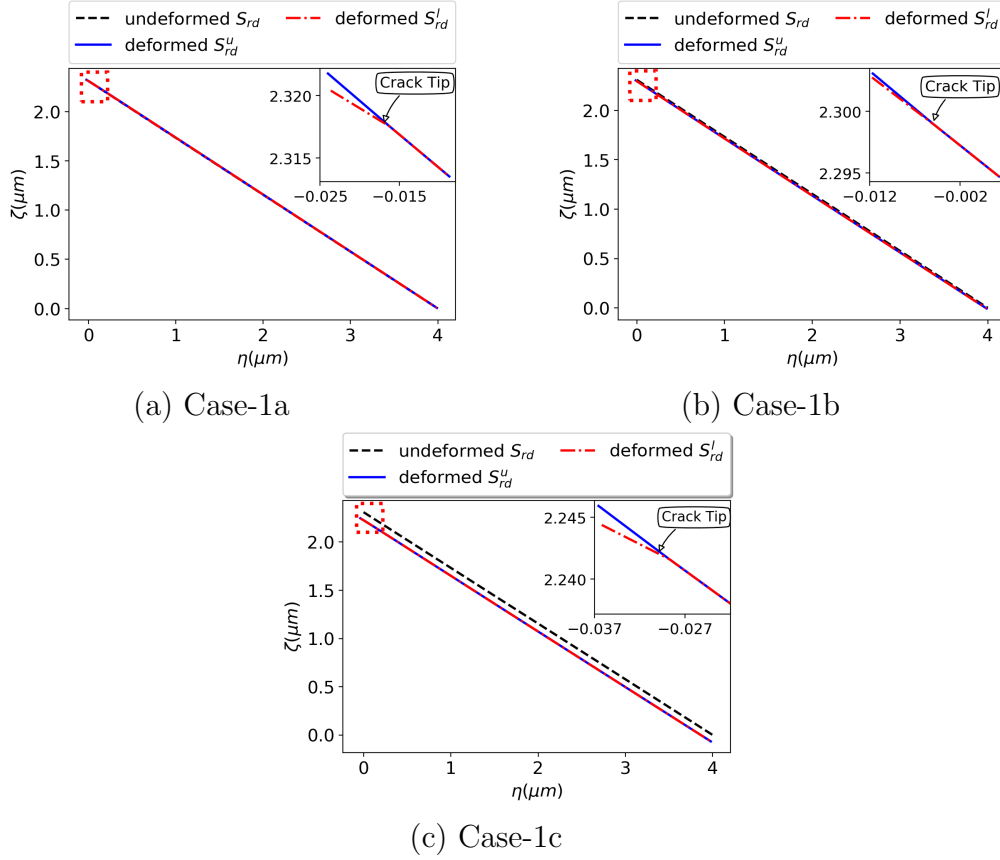 undeformed S_rd
deformed S^l_rd
deformed S^u_rd
Crack Tip
2.320
2.315
−0.025
−0.015
2.0
1.5
1.0
0.5
0.0
ζ(μm)
0
1
2
3
4
η(μm)
(a) Case-1a
undeformed S_rd
deformed S^l_rd
deformed S^u_rd
Crack Tip
2.300
2.295
−0.012
−0.002
2.0
1.5
1.0
0.5
0.0
ζ(μm)
0
1
2
3
4
η(μm)
(b) Case-1b
undeformed S_rd
deformed S^l_rd
deformed S^u_rd
Crack Tip
2.245
2.240
−0.037
−0.027
2.0
1.5
1.0
0.5
0.0
ζ(μm)
0
1
2
3
4
η(μm)
(c) Case-1c